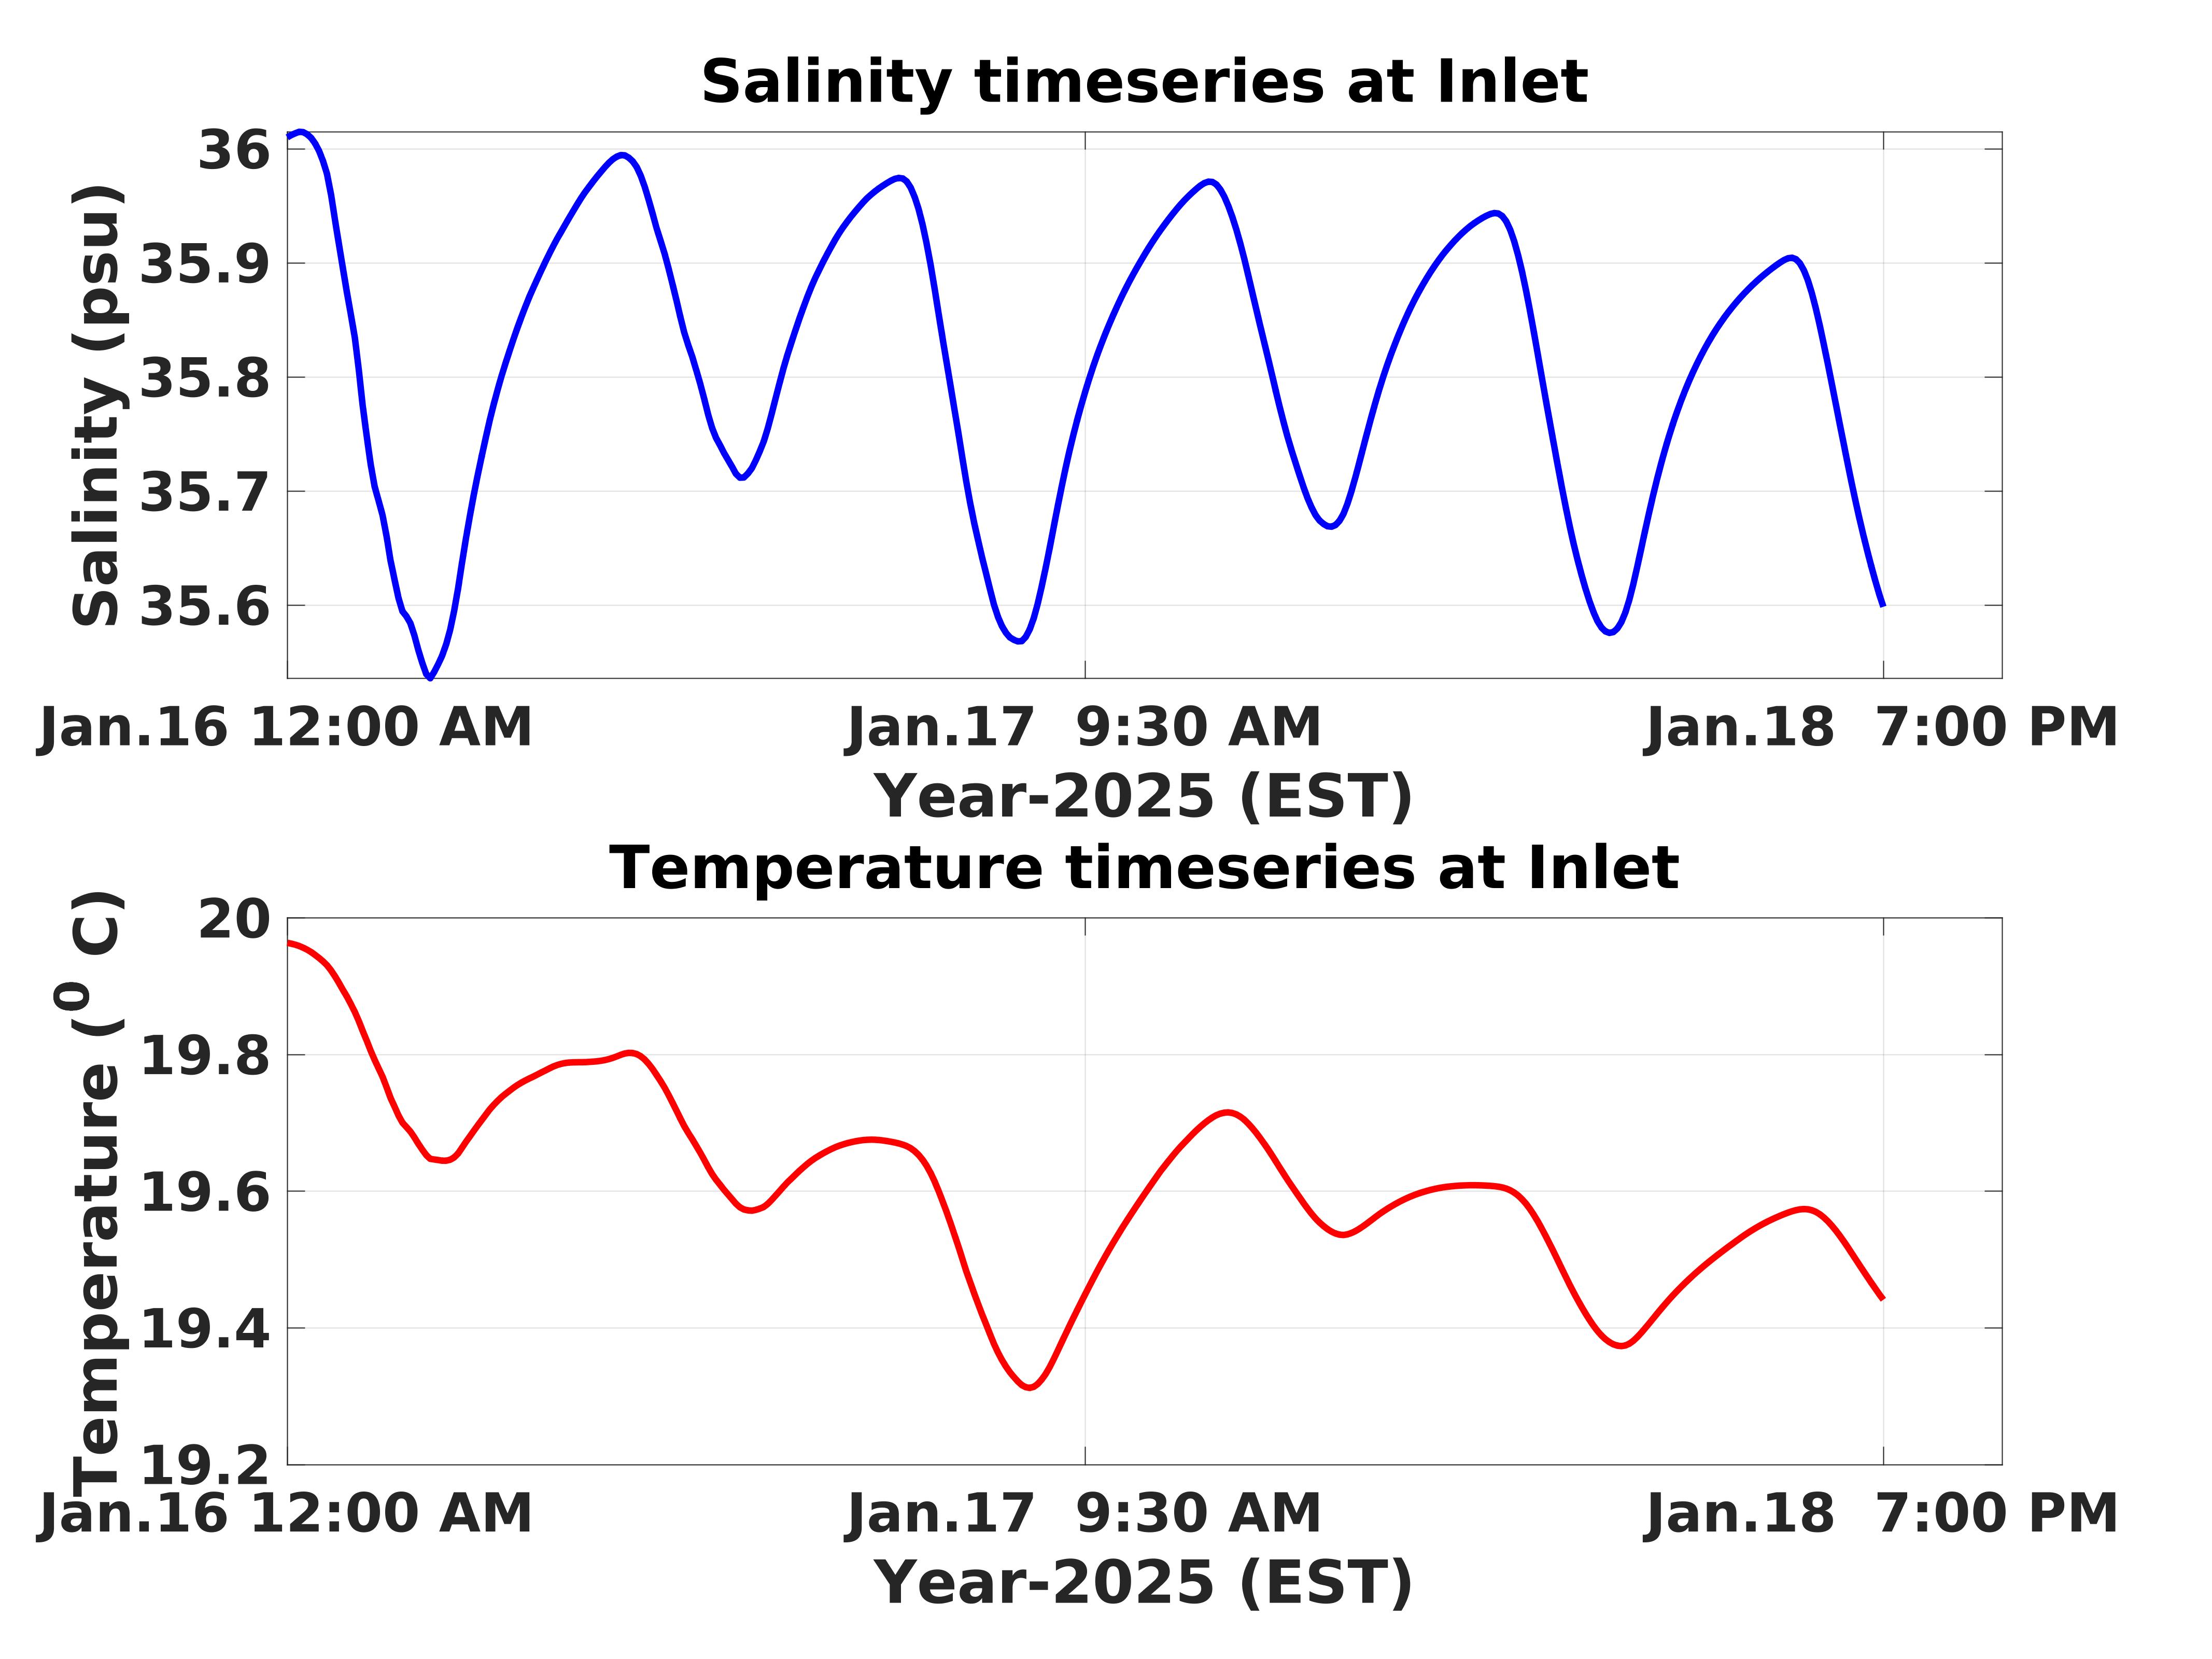 Salinity timeseries at Inlet
Salinity (psu)
36
35.9
35.8
35.7
35.6
Jan.16 12:00 AM Jan.17  9:30 AM Jan.18  7:00 PM
Year-2025 (EST)
Temperature timeseries at Inlet
Temperature (⁰ C)
20
19.8
19.6
19.4
19.2
Jan.16 12:00 AM Jan.17  9:30 AM Jan.18  7:00 PM
Year-2025 (EST)